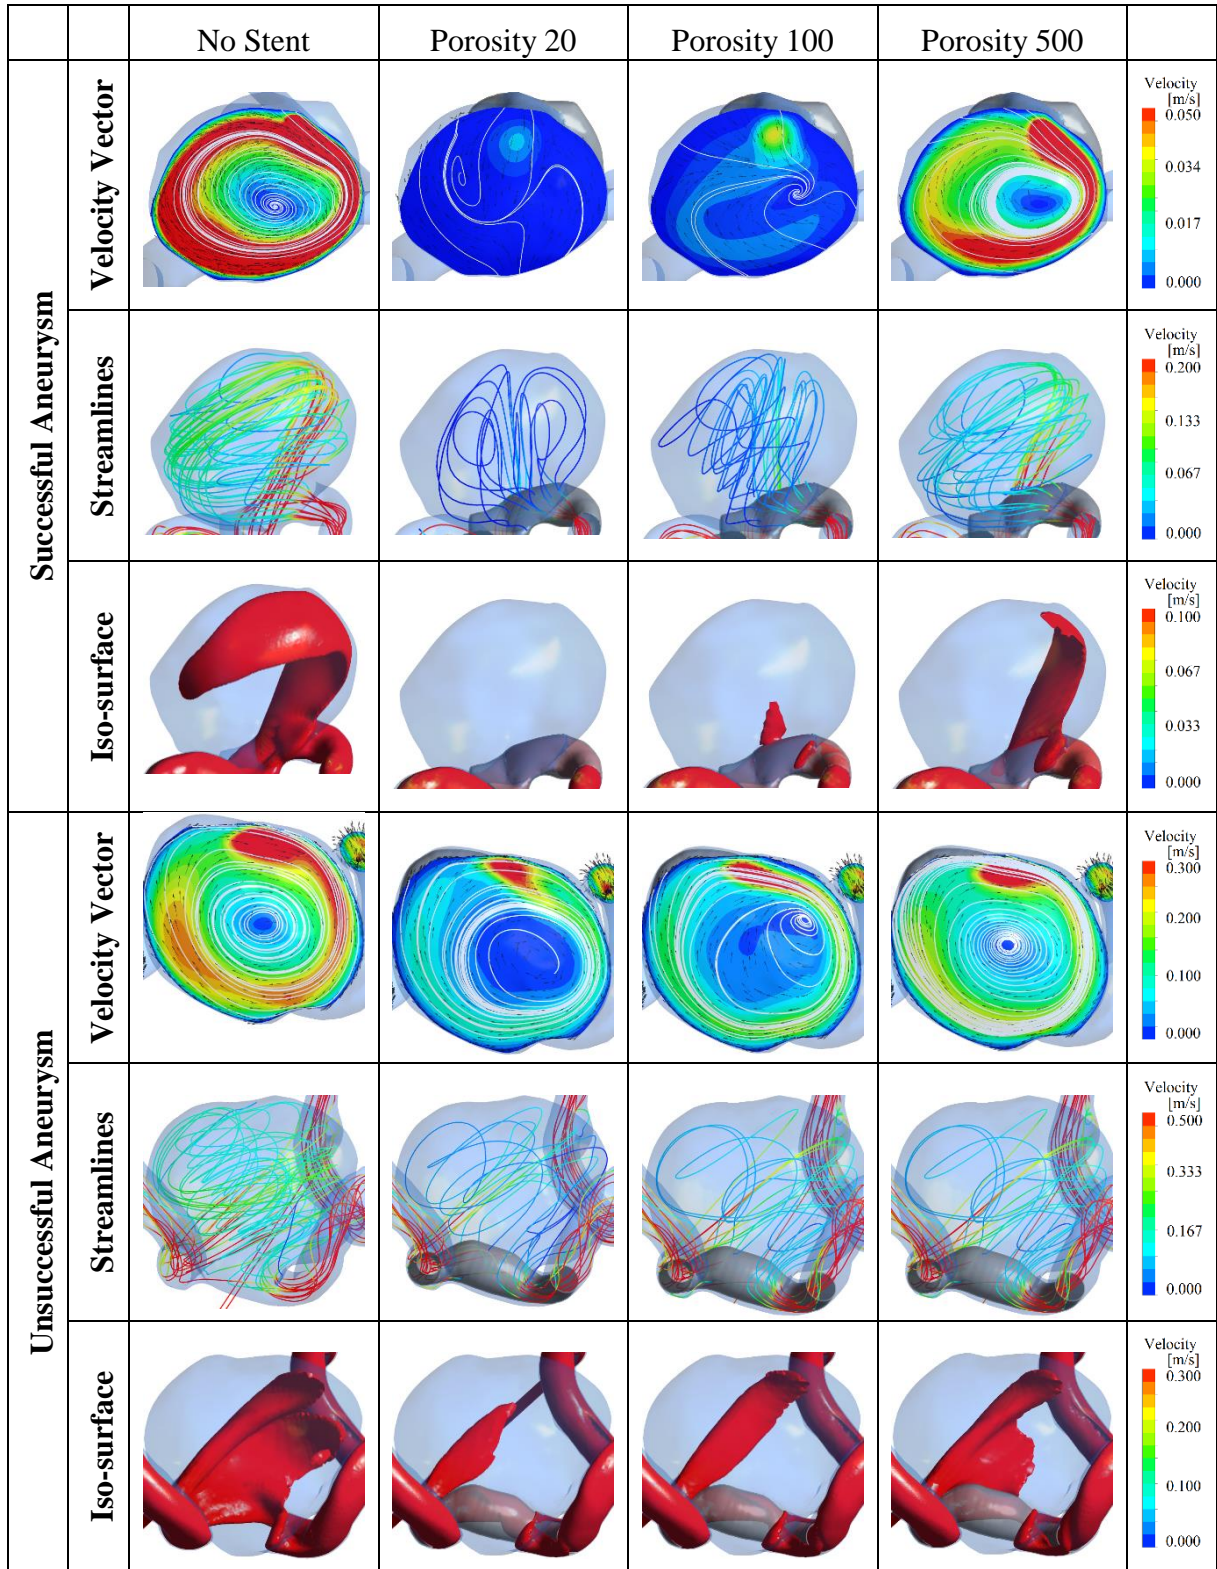 No Stent
Porosity 20
Porosity 100
Porosity 500
Successful Aneurysm
Velocity Vector
Velocity
[m/s]
0.050
0.034
0.017
0.000
Streamlines
Velocity
[m/s]
0.200
0.133
0.067
0.000
Iso-surface
Velocity
[m/s]
0.100
0.067
0.033
0.000
Unsuccessful Aneurysm
Velocity Vector
Velocity
[m/s]
0.300
0.200
0.100
0.000
Streamlines
Velocity
[m/s]
0.500
0.333
0.167
0.000
Iso-surface
Velocity
[m/s]
0.300
0.200
0.100
0.000